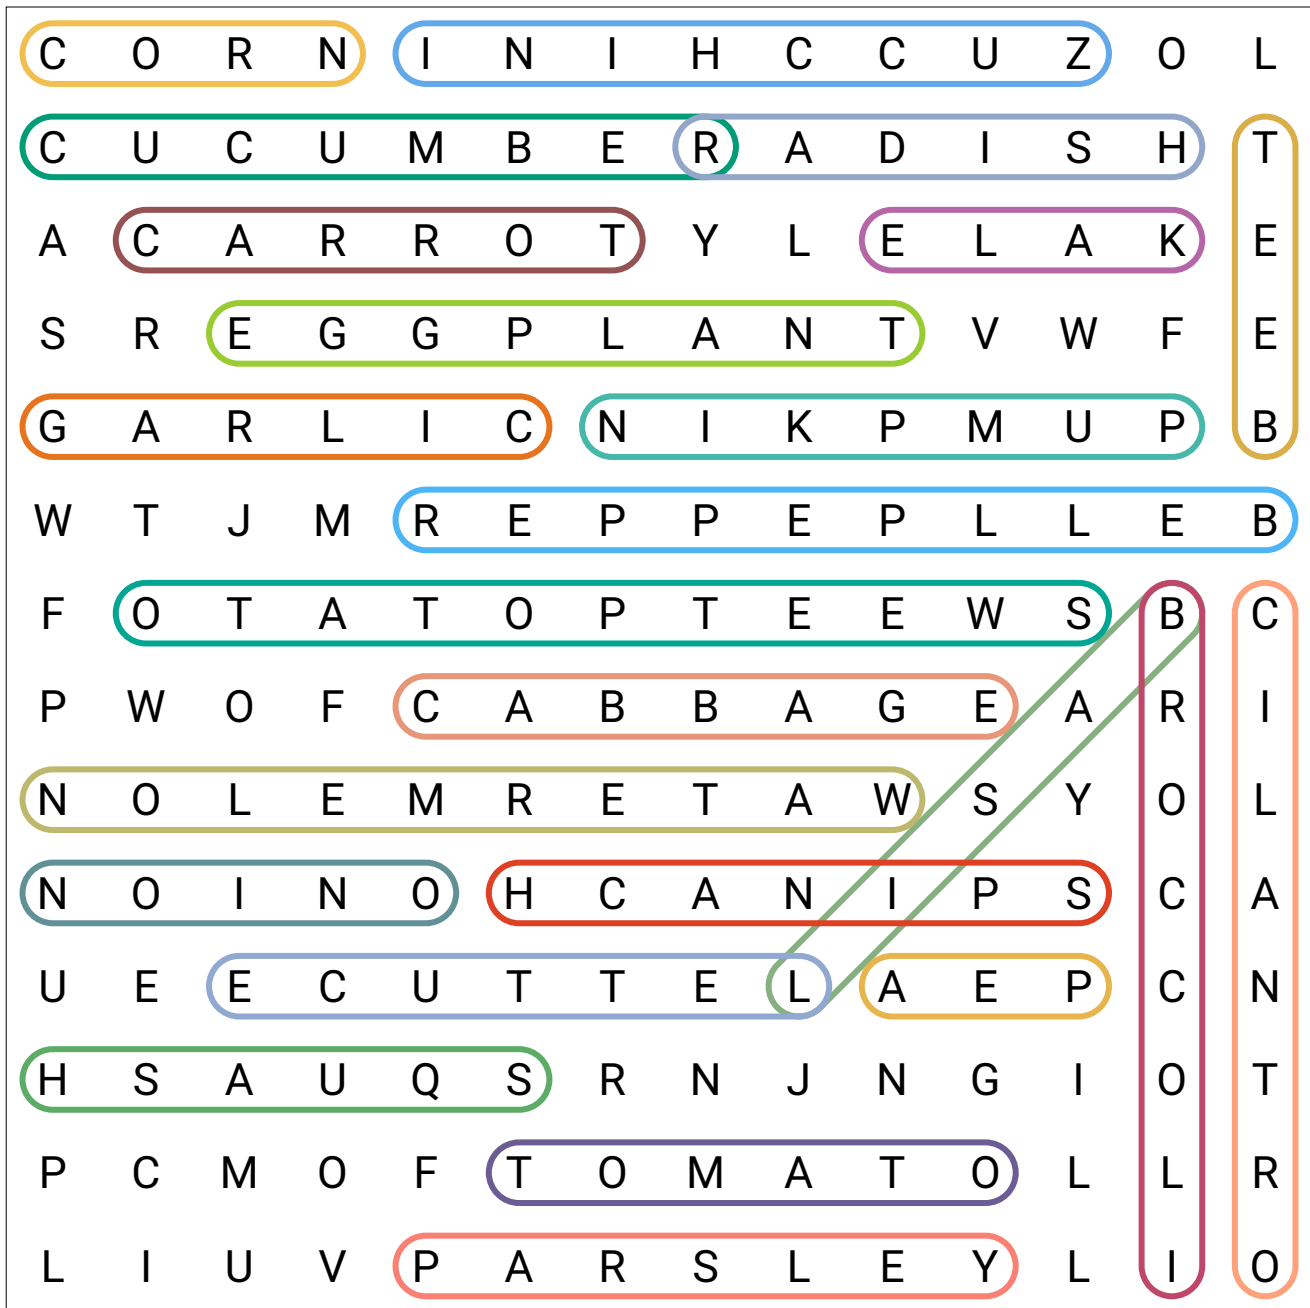 C O R N I N I H C C U Z O L
C U C U M B E R A D I S H T
A C A R R O T Y L E L A K E
S R E G G P L A N T V W F E
G A R L I C N I K P M U P B
W T J M R E P P E P L L E B
F O T A T O P T E E W S B C
P W O F C A B B A G E A R I
N O L E M R E T A W S Y O L
N O I N O H C A N I P S C A
U E E C U T T E L A E P C N
H S A U Q S R N J N G I O T
P C M O F T O M A T O L L R
L I U V P A R S L E Y L I O